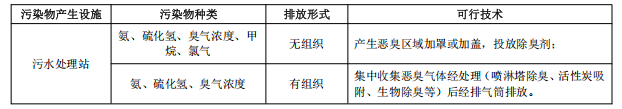 污染物产生设施 污染物种类 排放形式 可行技术
污水处理站
氨、硫化氢、臭气浓度、甲
烷、氯气
无组织
产生恶臭区域加罩或加盖，投放除臭剂；
氨、硫化氢、臭气浓度
有组织
集中收集恶臭气体经处理（喷淋塔除臭、活性炭吸
附、生物除臭等）后经排气筒排放。